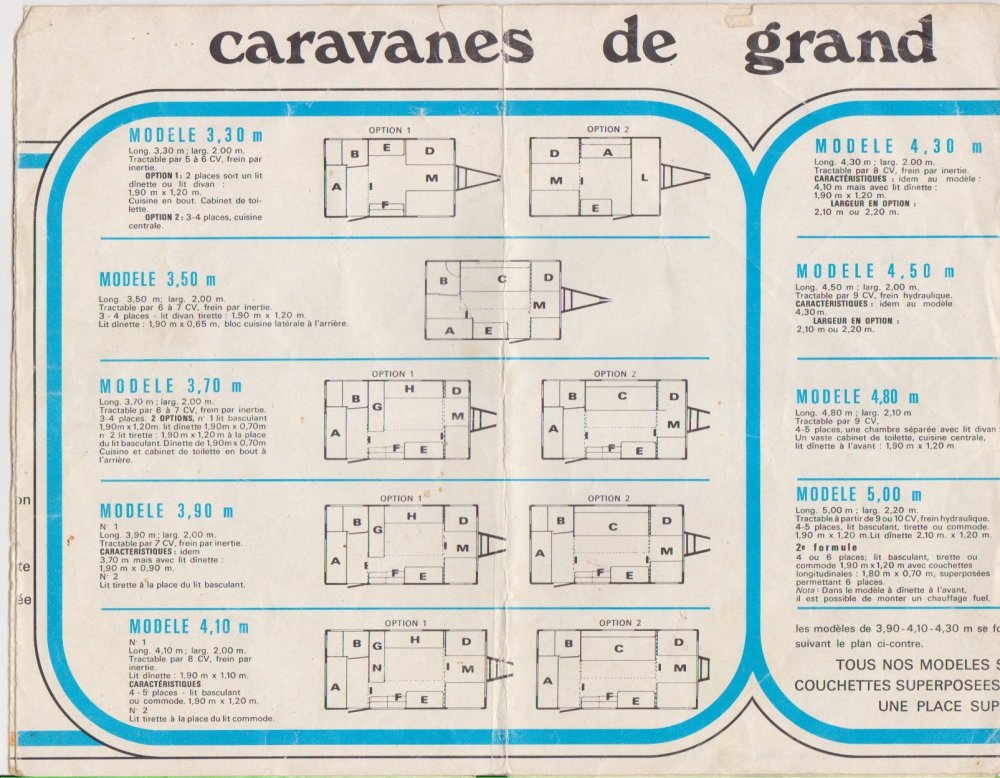 caravanes de grand
MODELE 3,30 m
Long. 3,30 m ; larg. 2,00 m.
Tractable par 5 à 6 CV, frein par
inertie.
OPTION 1 : 2 places soit un lit
dînette ou lit divan :
1,90 m x 1,20 m.
Cuisine en bout. Cabinet de toi-
lette.
OPTION 2 : 3-4 places, cuisine
centrale.
OPTION 1
B E D
A I M
F
OPTION 2
D A
M I L
E
MODELE 3,50 m
Long. 3,50 m; larg. 2,00 m.
Tractable par 6 à 7 CV, frein par inertie.
3 - 4 places - lit divan tirette : 1,90 m x 1,20 m.
Lit dînette : 1,90 m x 0,65 m, bloc cuisine latérale à l'arrière.
B C D
M
A E
MODELE 3,70 m
Long. 3,70 m ; larg. 2,00 m.
Tractable par 6 à 7 CV, frein par inertie.
3-4 places. 2 OPTIONS, n° 1 lit basculant
1,90m x 1,20m. lit dînette 1.90m x 0,70m
n° 2 lit tirette : 1,90 m x 1,20 m à la place
du lit basculant. Dînette de 1,90m x 0,70m
Cuisine et cabinet de toilette en bout à
l'arrière.
OPTION 1
B H D
G M
A
F E
OPTION 2
B C D
A M
F E
MODELE 3,90 m
N° 1
Long. 3,90 m ; larg. 2,00 m.
Tractable par 7 CV, frein par inertie.
CARACTÉRISTIQUES : idem
3,70 m mais avec lit dînette :
1,90 m x 0,90 m.
N° 2
Lit tirette à la place du lit basculant.
OPTION 1
B H D
G
A I M
F E
OPTION 2
B C D
A I M
F E
MODELE 4,10 m
N° 1
Long. 4,10 m ; larg. 2,00 m.
Tractable par 8 CV, frein par
inertie.
Lit dînette : 1,90 m x 1.10 m.
CARACTÉRISTIQUES
4 - 5 places - lit basculant
ou commode. 1,90 m x 1,20 m.
N° 2
Lit tirette à la place du lit commode.
OPTION 1
B H D
G
N I M
A I
F E
OPTION 2
B C D
I M
A I
F E
MODELE 4,30 m
Long. 4,30 m ; larg. 2.00 m.
Tractable par 8 CV, frein par inertie.
CARACTÉRISTIQUES : idem au modèle :
4,10 m mais avec lit dînette :
1,90 m x 1,20 m.
LARGEUR EN OPTION :
2,10 m ou 2,20 m.
MODELE 4,50 m
Long. 4,50 m ; larg. 2,00 m.
Tractable par 9 CV, frein hydraulique.
CARACTÉRISTIQUES : idem au modèle
4,30 m.
LARGEUR EN OPTION :
2,10 m ou 2,20 m.
MODELE 4,80 m
Long. 4,80 m ; larg. 2,10 m
Tractable par 9 CV,
4-5 places, une chambre séparée avec lit divan :
Un vaste cabinet de toilette, cuisine centrale,
lit dînette à l'avant : 1,90 m x 1,20 m.
MODELE 5,00 m
Long. 5,00 m ; larg. 2,20 m.
Tractable à partir de 9 ou 10 CV, frein hydraulique.
4-5 places, lit basculant, tirette ou commode.
1,90 m. 1,20 m. Lit dînette 2,10 m. x 1.20 m.
2e formule
4 ou 6 places; lit basculant, tirette ou
commode 1,90 m x 1,20 m avec couchettes
longitudinales : 1,80 m x 0,70 m, superposées
permettant 6 places.
Nota : Dans le modèle à dînette à l'avant,
il est possible de monter un chauffage fuel.
les modèles de 3,90 - 4,10 - 4,30 m se fo
suivant le plan ci-contre.
TOUS NOS MODELES S
COUCHETTES SUPERPOSEES
UNE PLACE SUP
on
te
ée